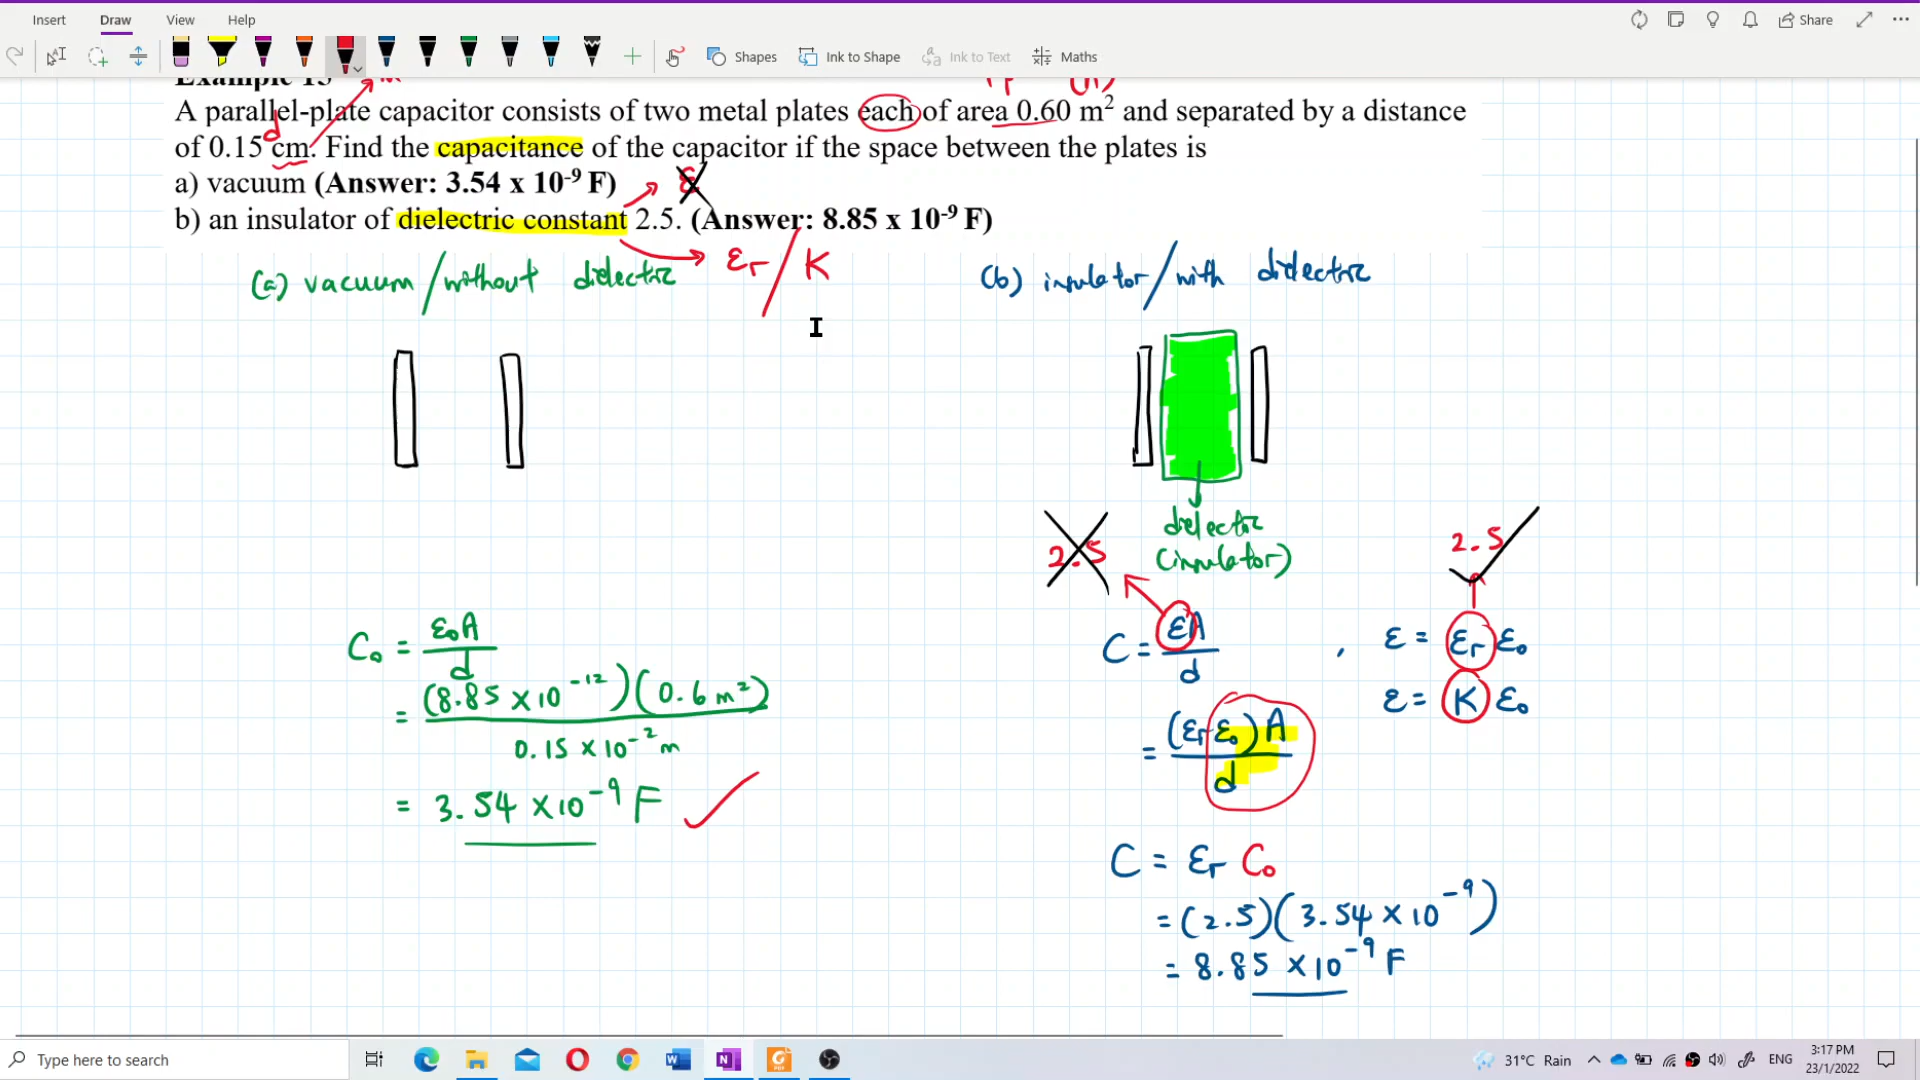 Insert Draw View Help
Share
Shapes Ink to Shape Ink to Text Maths
Example 15
A parallel-plate capacitor consists of two metal plates each of area 0.60 m² and separated by a distance
d
of 0.15 cm. Find the capacitance of the capacitor if the space between the plates is
a) vacuum (Answer: 3.54 x 10⁻⁹ F)
ε
b) an insulator of dielectric constant 2.5. (Answer: 8.85 x 10⁻⁹ F)
εr / K
(a) vacuum / without dielectric
(b) insulator / with dielectric
dielectric
(insulator)
2.5
2.5
C₀ = ε₀A / d
= (8.85 × 10⁻¹²)(0.6 m²) / 0.15 × 10⁻² m
= 3.54 × 10⁻⁹ F
C = εA / d , ε = εr ε₀
ε = K ε₀
= (εr ε₀) A / d
C = εr C₀
= (2.5)(3.54 × 10⁻⁹)
= 8.85 × 10⁻⁹ F
Type here to search
31°C Rain
ENG
3:17 PM
23/1/2022